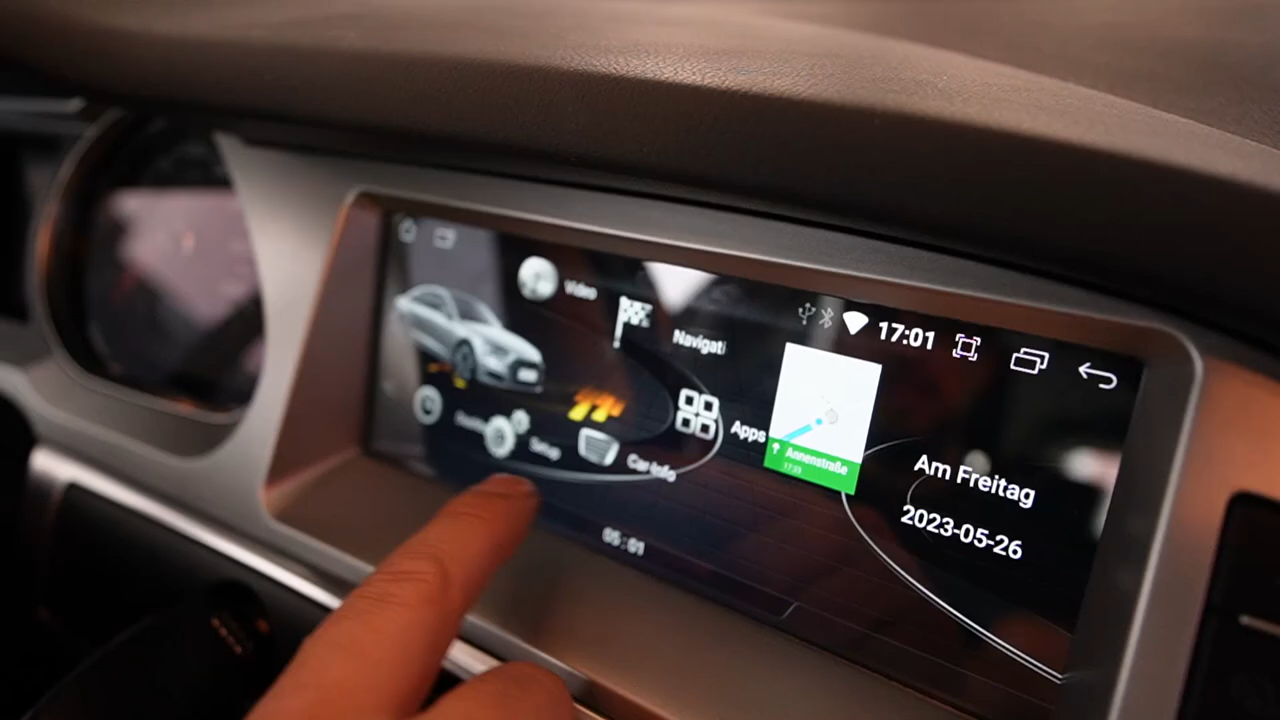 Video
Navigati
17:01
Apps
Annenstraße
Setup
Car Info
Am Freitag
2023-05-26
05:01